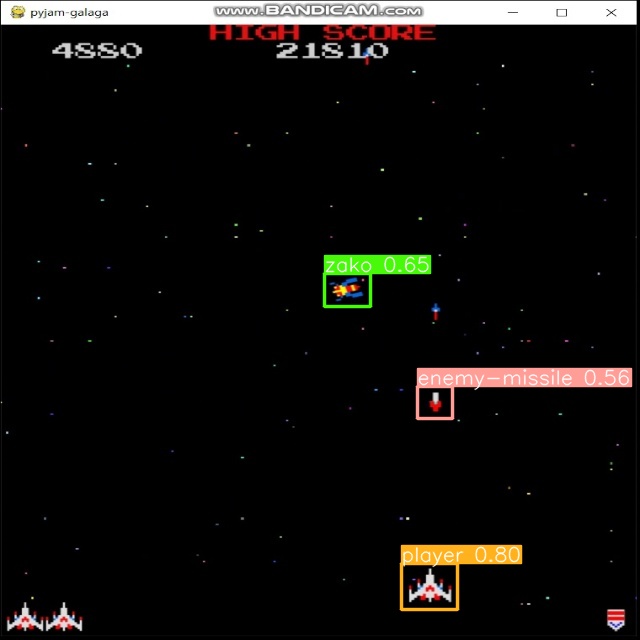 pyjam-galaga
www.BANDICAM.com
HIGH SCORE
4880 21810
zako 0.65
enemy-missile 0.56
player 0.80